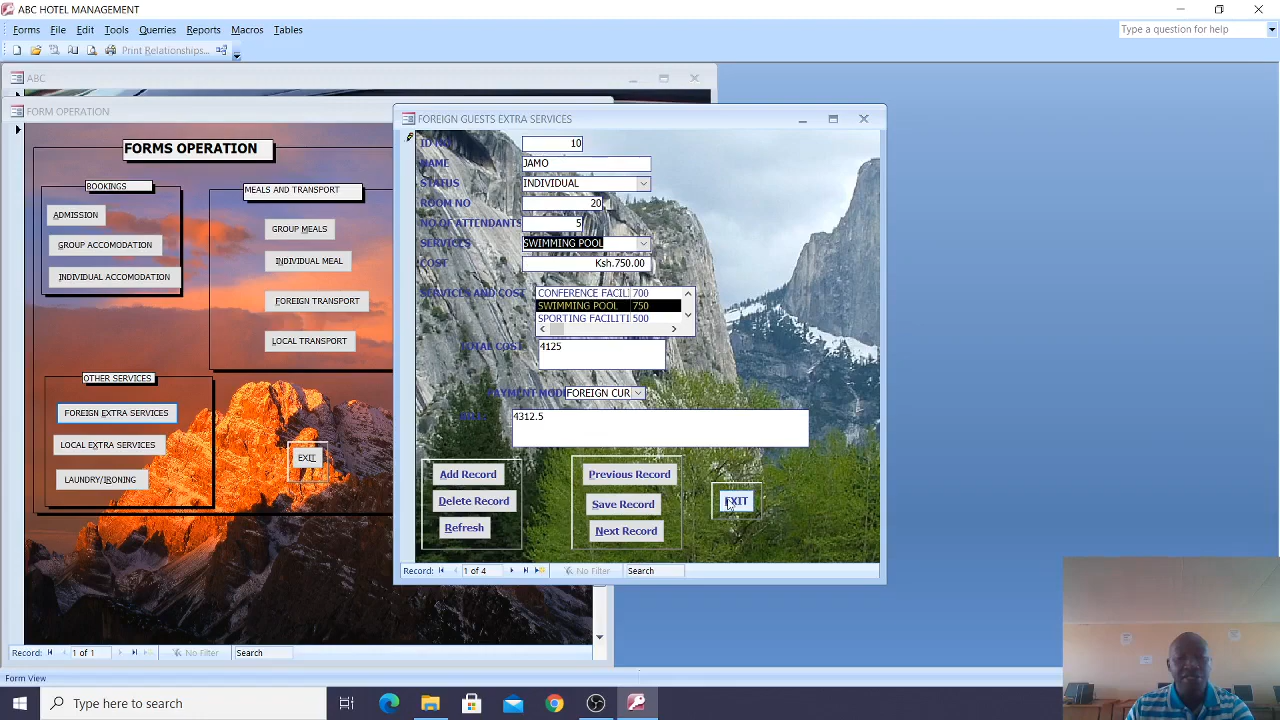 ABC HOTEL MANAGEMENT
Forms File Edit Tools Queries Reports Macros Tables
Type a question for help
Print Relationships...
ABC
FORM OPERATION
FORMS OPERATION
BOOKINGS
ADMISSION
GROUP ACCOMODATION
INDIVIDUAL ACCOMODATION
MEALS AND TRANSPORT
GROUP MEALS
INDIVIDUAL MEAL
FOREIGN TRANSPORT
LOCAL TRANSPORT
OTHER SERVICES
FOREIGN EXTRA SERVICES
LOCAL EXTRA SERVICES
LAUNDRY/IRONING
EXIT
Record: 1 of 1 No Filter Search
FOREIGN GUESTS EXTRA SERVICES
10
NAME JAMO
STATUS INDIVIDUAL
ROOM NO 20
NO OF ATTENDANTS 5
SERVICES SWIMMING POOL
COST Ksh.750.00
SERVICES AND COST CONFERENCE FACIL 700
SWIMMING POOL 750
SPORTING FACILITI 500
TOTAL COST 4125
PAYMENT MODE FOREIGN CUR
4312.5
Add Record
Delete Record
Refresh
Previous Record
Save Record
Next Record
EXIT
Record: 1 of 4 No Filter Search
Form View
Type here to search